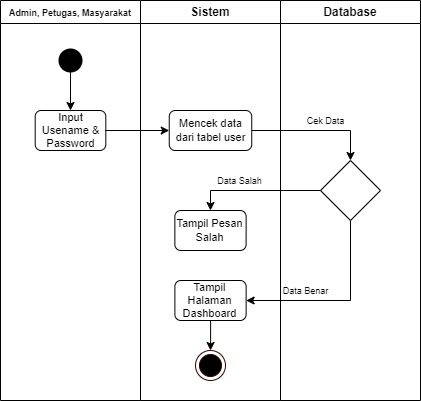 Admin, Petugas, Masyarakat
Sistem
Database
Input
Usename &
Password
Mencek data
dari tabel user
Cek Data
Data Salah
Tampil Pesan
Salah
Tampil
Halaman
Dashboard
Data Benar